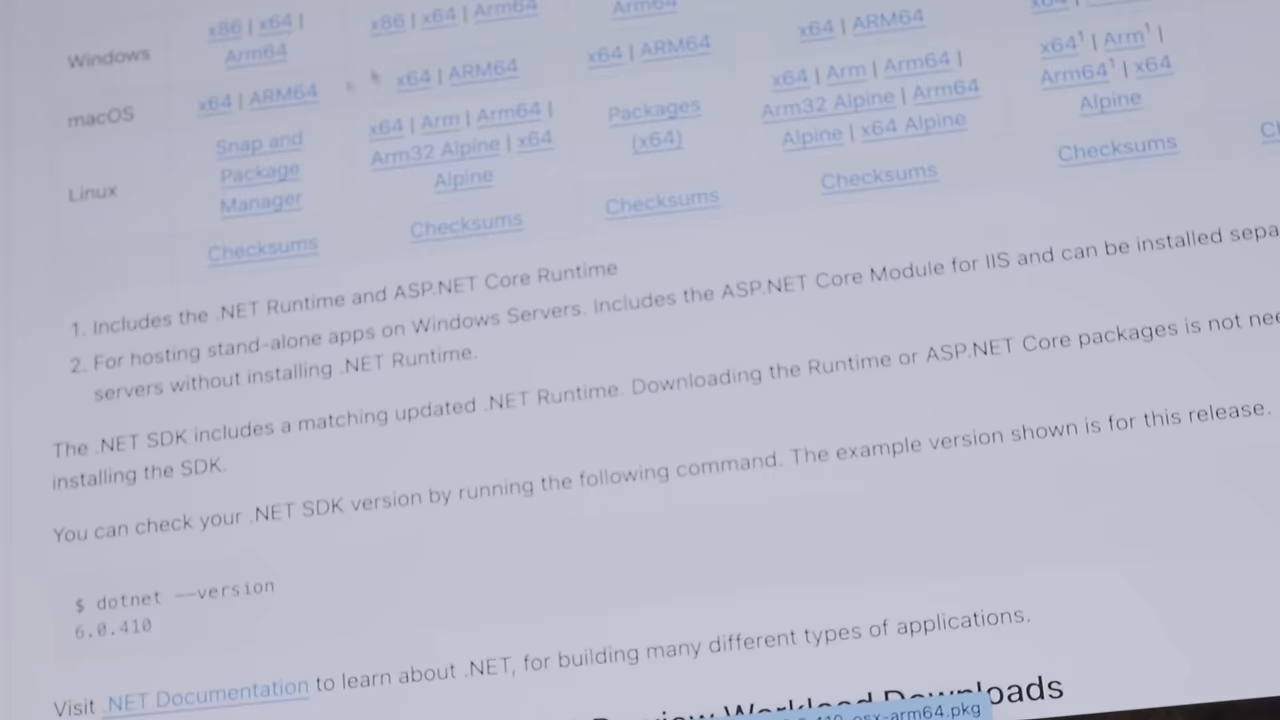 x86 | x64 |
Arm64
x86 | x64 | Arm64
Arm64
Windows
x64 | ARM64
x64 | ARM64
x64 | ARM64
x64 | ARM64
x64¹ | Arm¹ |
Arm64¹ | x64
Alpine
macOS
Snap and
Package
Manager
x64 | Arm | Arm64 |
Arm32 Alpine | x64
Alpine
Packages
(x64)
x64 | Arm | Arm64 |
Arm32 Alpine | Arm64
Alpine | x64 Alpine
Linux
Checksums
Checksums
Checksums
Checksums
Checksums
1. Includes the .NET Runtime and ASP.NET Core Runtime
2. For hosting stand-alone apps on Windows Servers. Includes the ASP.NET Core Module for IIS and can be installed sepa
servers without installing .NET Runtime.
The .NET SDK includes a matching updated .NET Runtime. Downloading the Runtime or ASP.NET Core packages is not nee
installing the SDK.
You can check your .NET SDK version by running the following command. The example version shown is for this release.
$ dotnet --version
6.0.410
Visit .NET Documentation to learn about .NET, for building many different types of applications.
Workload Downloads
osx-arm64.pkg